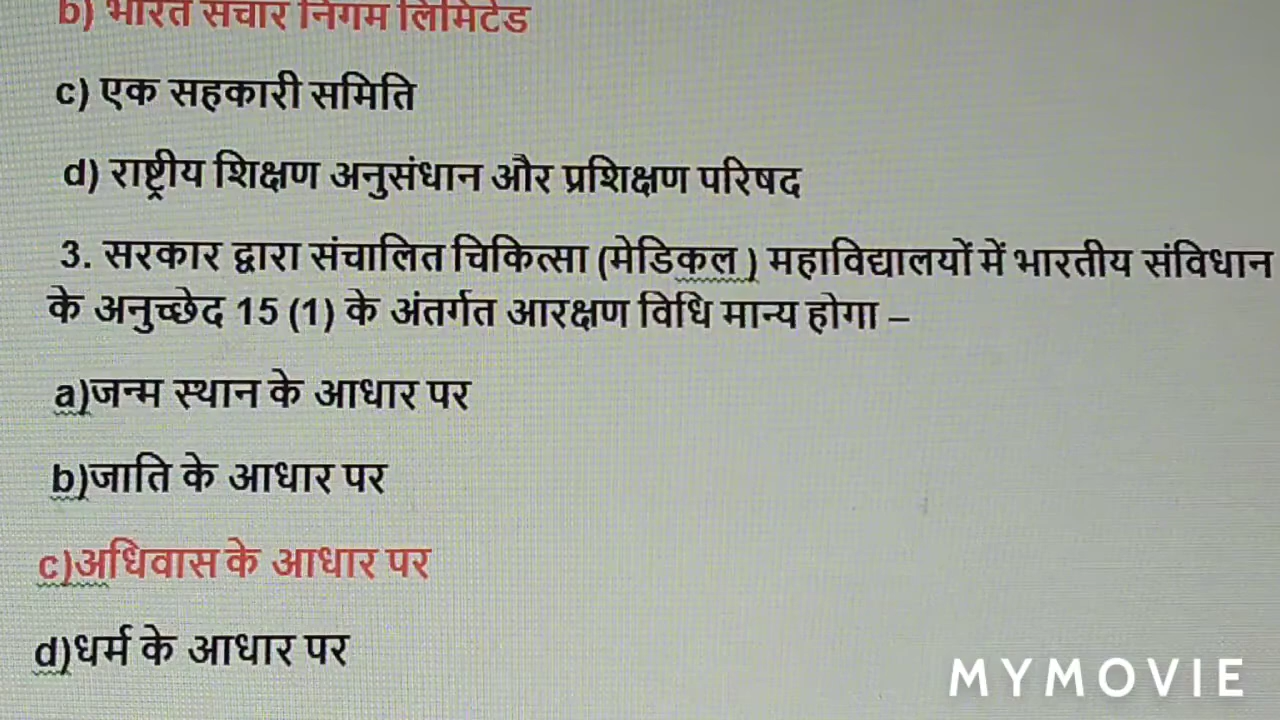 b) भारत संचार निगम लिमिटेड
c) एक सहकारी समिति
d) राष्ट्रीय शिक्षण अनुसंधान और प्रशिक्षण परिषद
3. सरकार द्वारा संचालित चिकित्सा (मेडिकल ) महाविद्यालयों में भारतीय संविधान
के अनुच्छेद 15 (1) के अंतर्गत आरक्षण विधि मान्य होगा –
a)जन्म स्थान के आधार पर
b)जाति के आधार पर
c)अधिवास के आधार पर
d)धर्म के आधार पर
MYMOVIE